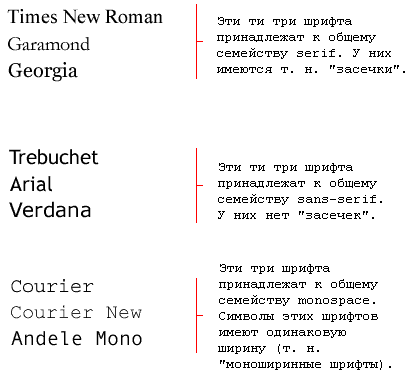 Times New Roman
Garamond
Georgia
Эти ти три шрифта
принадлежат к общему
семейству serif. У них
имеются т. н. "засечки".
Trebuchet
Arial
Verdana
Эти ти три шрифта
принадлежат к общему
семейству sans-serif.
У них нет "засечек".
Courier
Courier New
Andele Mono
Эти три шрифта
принадлежат к общему
семейству monospace.
Символы этих шрифтов
имеют одинаковую
ширину (т. н.
"моноширинные шрифты).